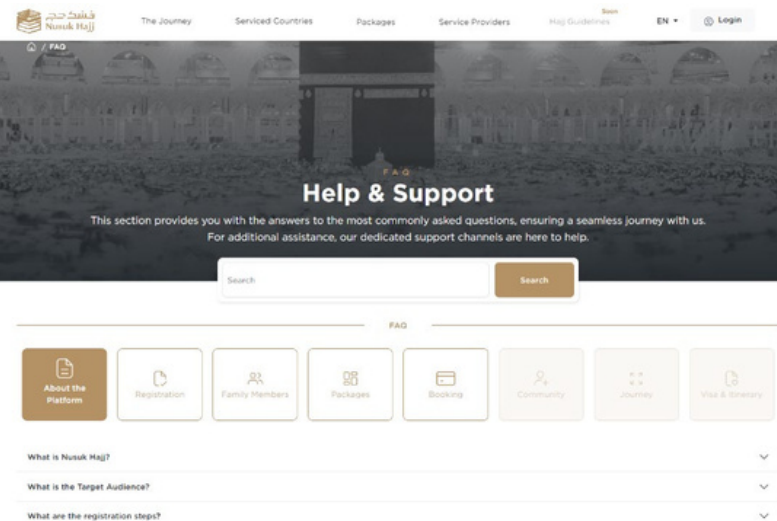 نسك حج
Nusuk Hajj
The Journey
Serviced Countries
Packages
Service Providers
Soon
Hajj Guidelines
EN
Login
/ FAQ
FAQ
Help & Support
This section provides you with the answers to the most commonly asked questions, ensuring a seamless journey with us.
For additional assistance, our dedicated support channels are here to help.
Search
Search
FAQ
About the
Platform
Registration
Family Members
Packages
Booking
Community
Journey
Visa & Itinerary
What is Nusuk Hajj?
What is the Target Audience?
What are the registration steps?